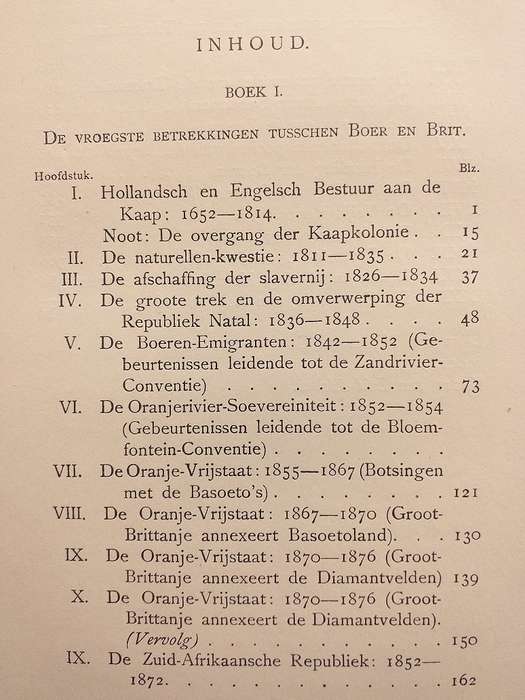 INHOUD.
BOEK I.
DE VROEGSTE BETREKKINGEN TUSSCHEN BOER EN BRIT.
Hoofdstuk. Blz.
I. Hollandsch en Engelsch Bestuur aan de
Kaap: 1652—1814. . . . . . . . 1
Noot: De overgang der Kaapkolonie . . 15
II. De naturellen-kwestie: 1811—1835 . . . 21
III. De afschaffing der slavernij: 1826—1834 37
IV. De groote trek en de omverwerping der
Republiek Natal: 1836—1848 . . . . 48
V. De Boeren-Emigranten: 1842—1852 (Ge-
beurtenissen leidende tot de Zandrivier-
Conventie) . . . . . . . . . 73
VI. De Oranjerivier-Soevereiniteit: 1852—1854
(Gebeurtenissen leidende tot de Bloem-
fontein-Conventie) . . . . . . .
VII. De Oranje-Vrijstaat: 1855—1867 (Botsingen
met de Basoeto's) . . . . . . . . 121
VIII. De Oranje-Vrijstaat: 1867—1870 (Groot-
Brittanje annexeert Basoetoland). . . 130
IX. De Oranje-Vrijstaat: 1870—1876 (Groot-
Brittanje annexeert de Diamantvelden) 139
X. De Oranje-Vrijstaat: 1870—1876 (Groot-
Brittanje annexeert de Diamantvelden).
(Vervolg) . . . . . . . . . . 150
IX. De Zuid-Afrikaansche Republiek: 1852—
1872. . . . . . . . . . . . 162